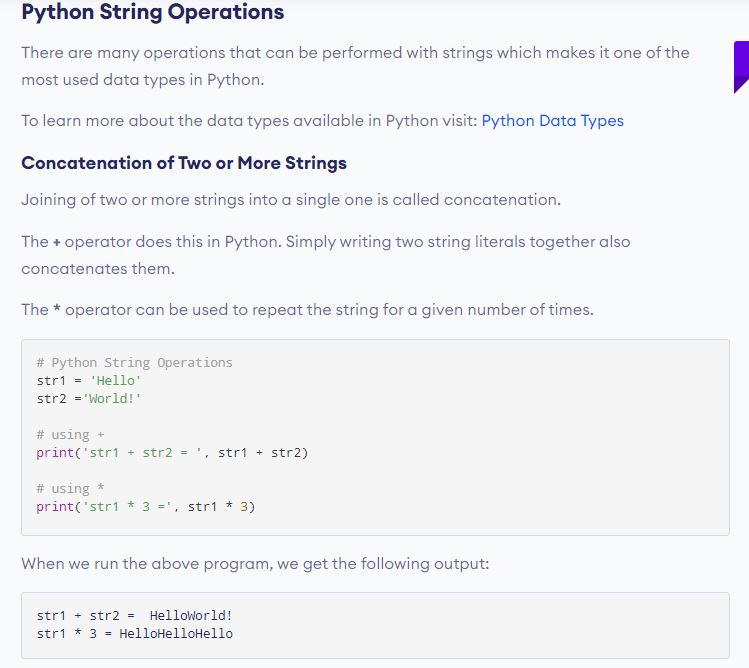 Python String Operations
There are many operations that can be performed with strings which makes it one of the
most used data types in Python.
To learn more about the data types available in Python visit: Python Data Types
Concatenation of Two or More Strings
Joining of two or more strings into a single one is called concatenation.
The + operator does this in Python. Simply writing two string literals together also
concatenates them.
The * operator can be used to repeat the string for a given number of times.
# Python String Operations
str1 = 'Hello'
str2 ='World!'
# using +
print('str1 + str2 = ', str1 + str2)
# using *
print('str1 * 3 =', str1 * 3)
When we run the above program, we get the following output:
str1 + str2 =  HelloWorld!
str1 * 3 = HelloHelloHello